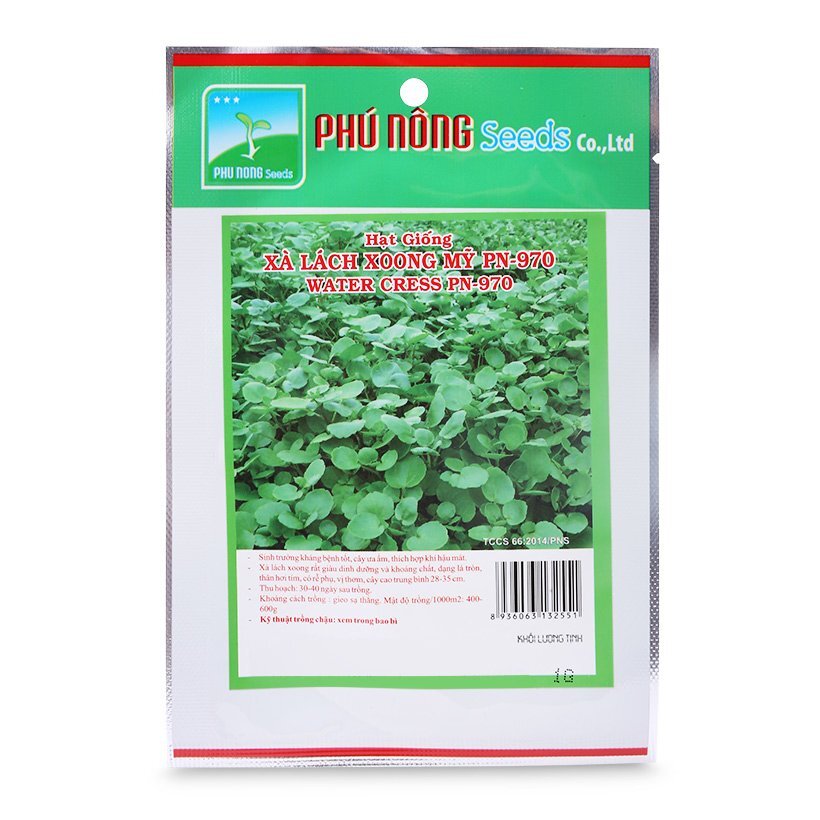 PHÚ NÔNG Seeds Co.,Ltd
PHU NONG Seeds
Hạt Giống
XÀ LÁCH XOONG MỸ PN-970
WATER CRESS PN-970
TCCS 66:2014/PNS
- Sinh trưởng kháng bệnh tốt, cây ưa ẩm, thích hợp khí hậu mát.
- Xà lách xoong rất giàu dinh dưỡng và khoáng chất, dạng lá tròn,
thân hơi tím, có rễ phụ, vị thơm, cây cao trung bình 28-35 cm.
- Thu hoạch: 30-40 ngày sau trồng.
- Khoảng cách trồng : gieo sạ thẳng. Mật độ trồng/1000m2: 400-
600g
- Kỹ thuật trồng chậu: xem trong bao bì
8 936063 132551
KHỐI LƯỢNG TỊNH
1G